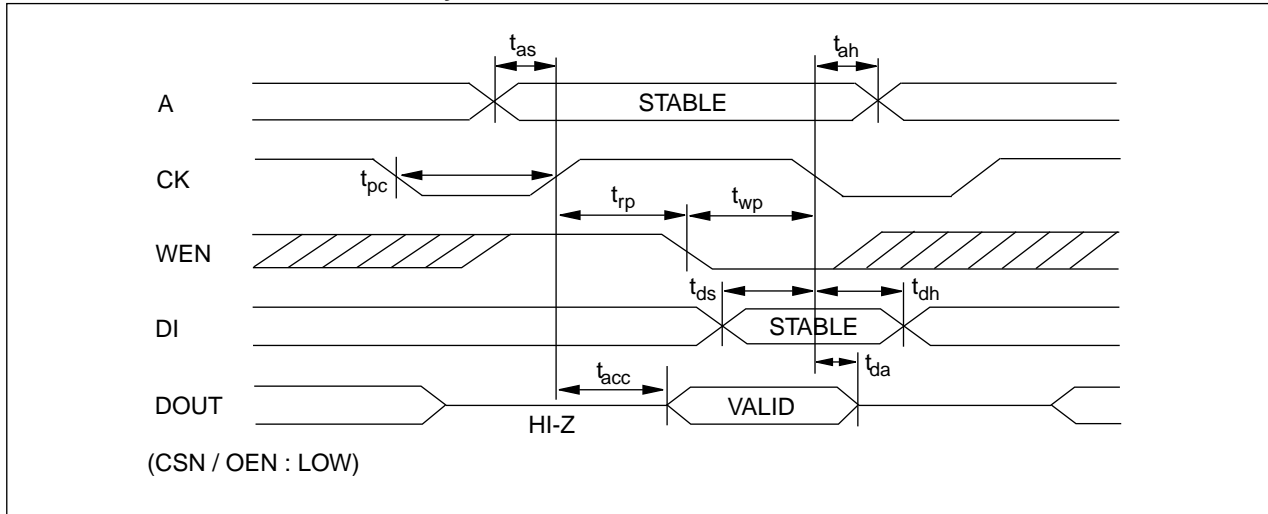 tas
tah
A
STABLE
CK
tpc
trp
twp
WEN
tds
tdh
DI
STABLE
tacc
tda
DOUT
VALID
HI-Z
(CSN / OEN : LOW)